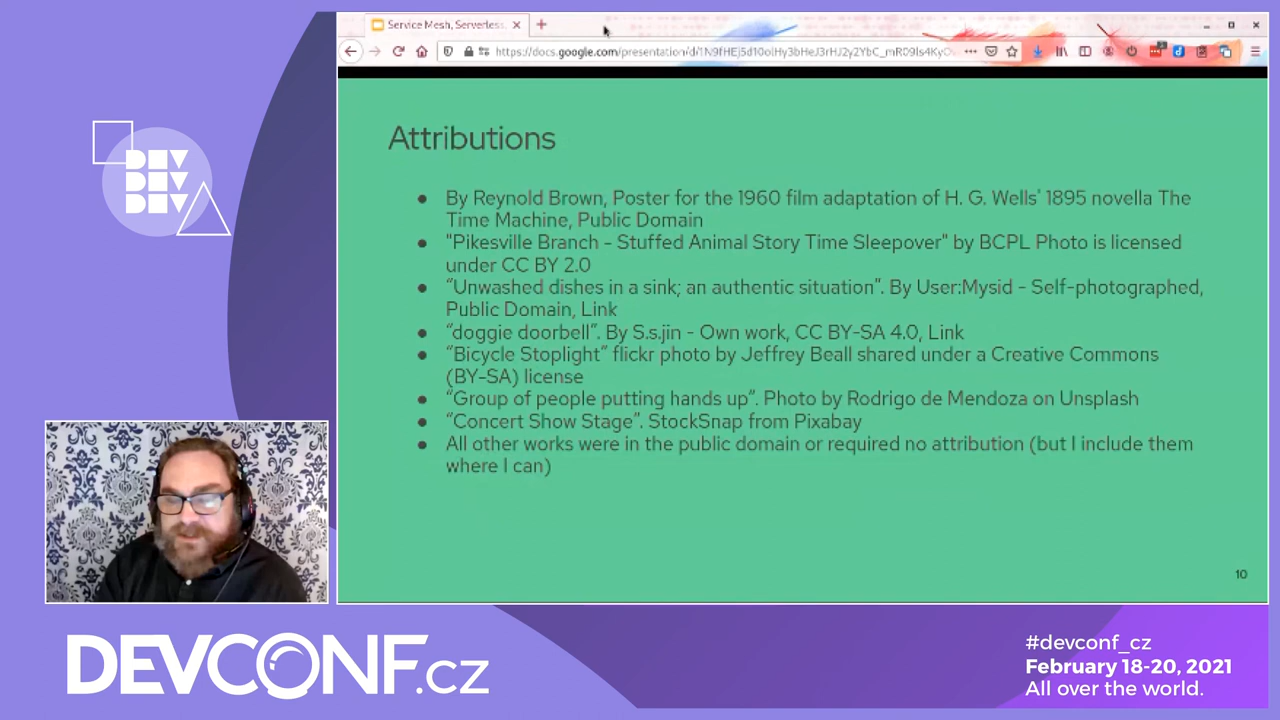 Service Mesh, Serverless
https://docs.google.com/presentation/d/
DEV
DEV
DEV
Attributions
● By Reynold Brown, Poster for the 1960 film adaptation of H. G. Wells' 1895 novella The
Time Machine, Public Domain
● "Pikesville Branch - Stuffed Animal Story Time Sleepover" by BCPL Photo is licensed
under CC BY 2.0
● “Unwashed dishes in a sink; an authentic situation”. By User:Mysid - Self-photographed,
Public Domain, Link
● “doggie doorbell”. By S.s.jin - Own work, CC BY-SA 4.0, Link
● “Bicycle Stoplight” flickr photo by Jeffrey Beall shared under a Creative Commons
(BY-SA) license
● “Group of people putting hands up”. Photo by Rodrigo de Mendoza on Unsplash
● “Concert Show Stage”. StockSnap from Pixabay
● All other works were in the public domain or required no attribution (but I include them
where I can)
10
DEVCONF.cz
#devconf_cz
February 18-20, 2021
All over the world.